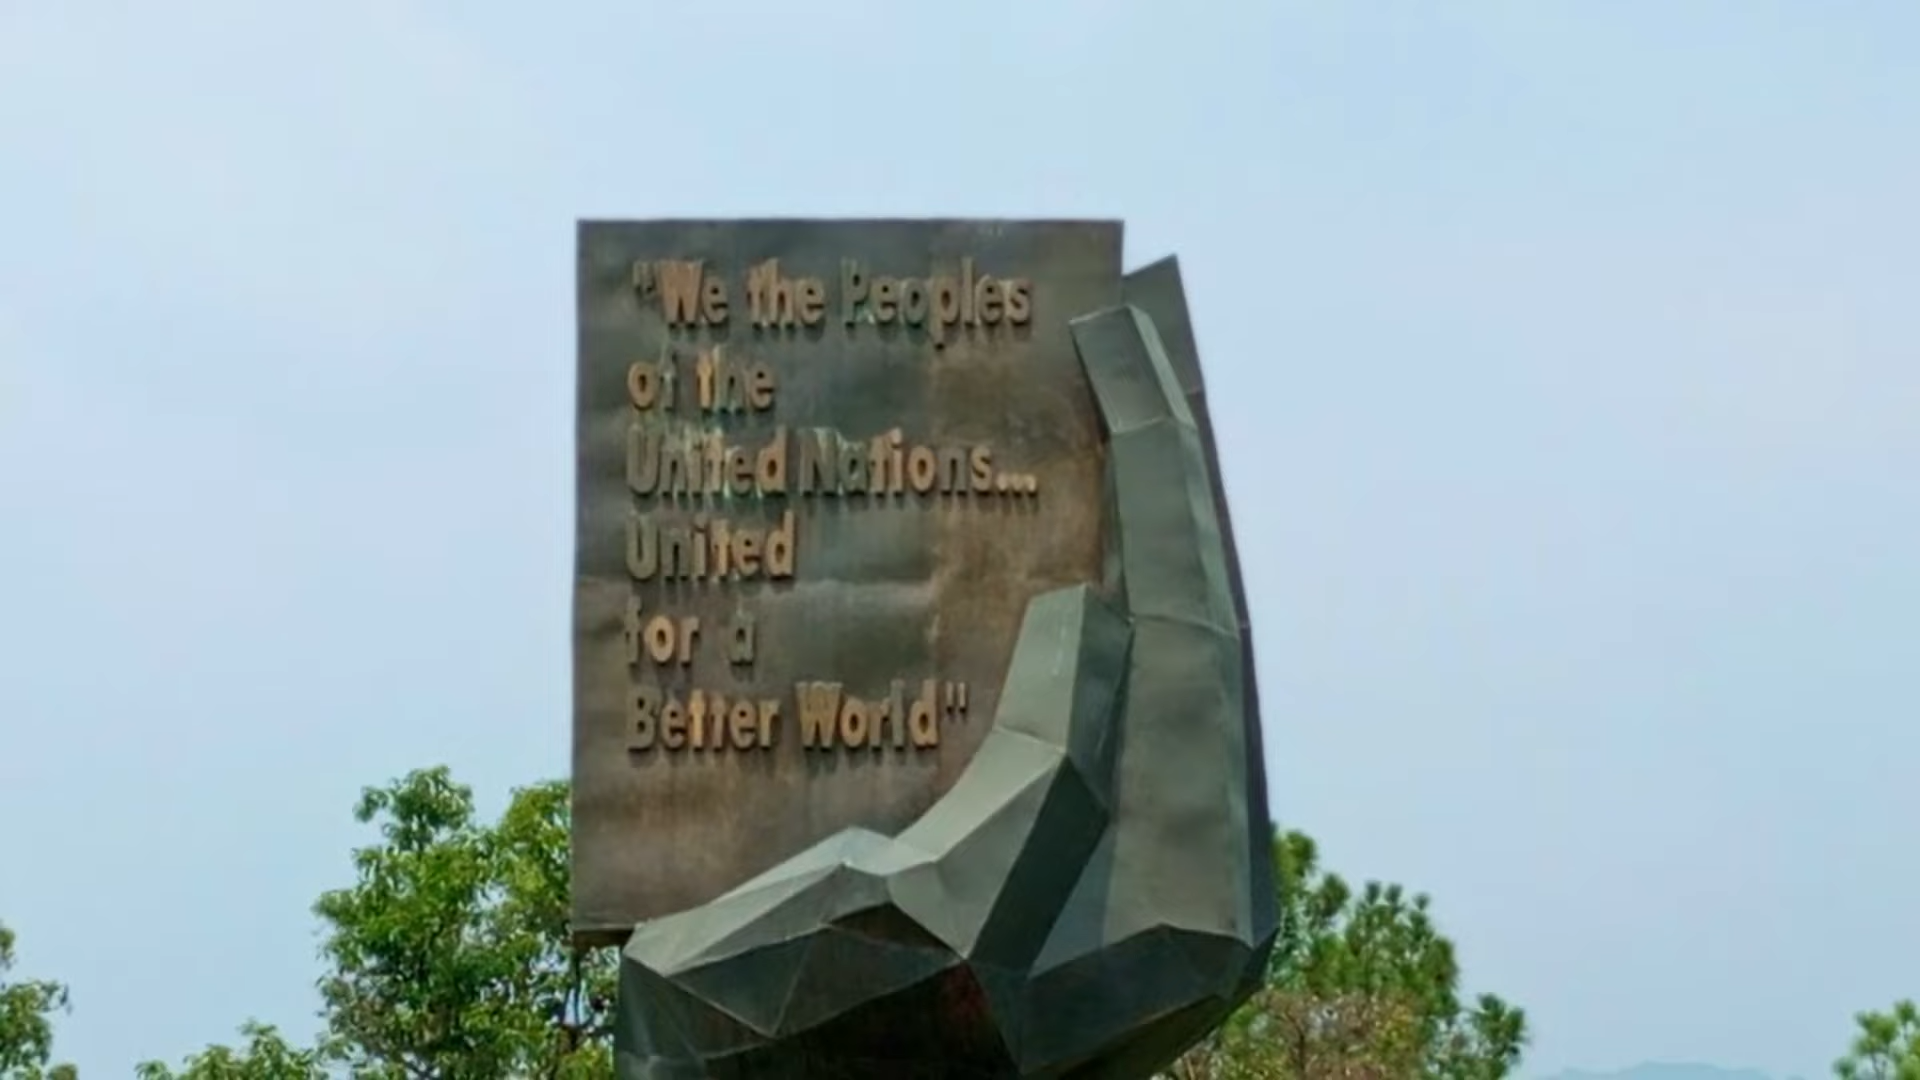 "We the Peoples
of the
United Nations...
United
for a
Better World"